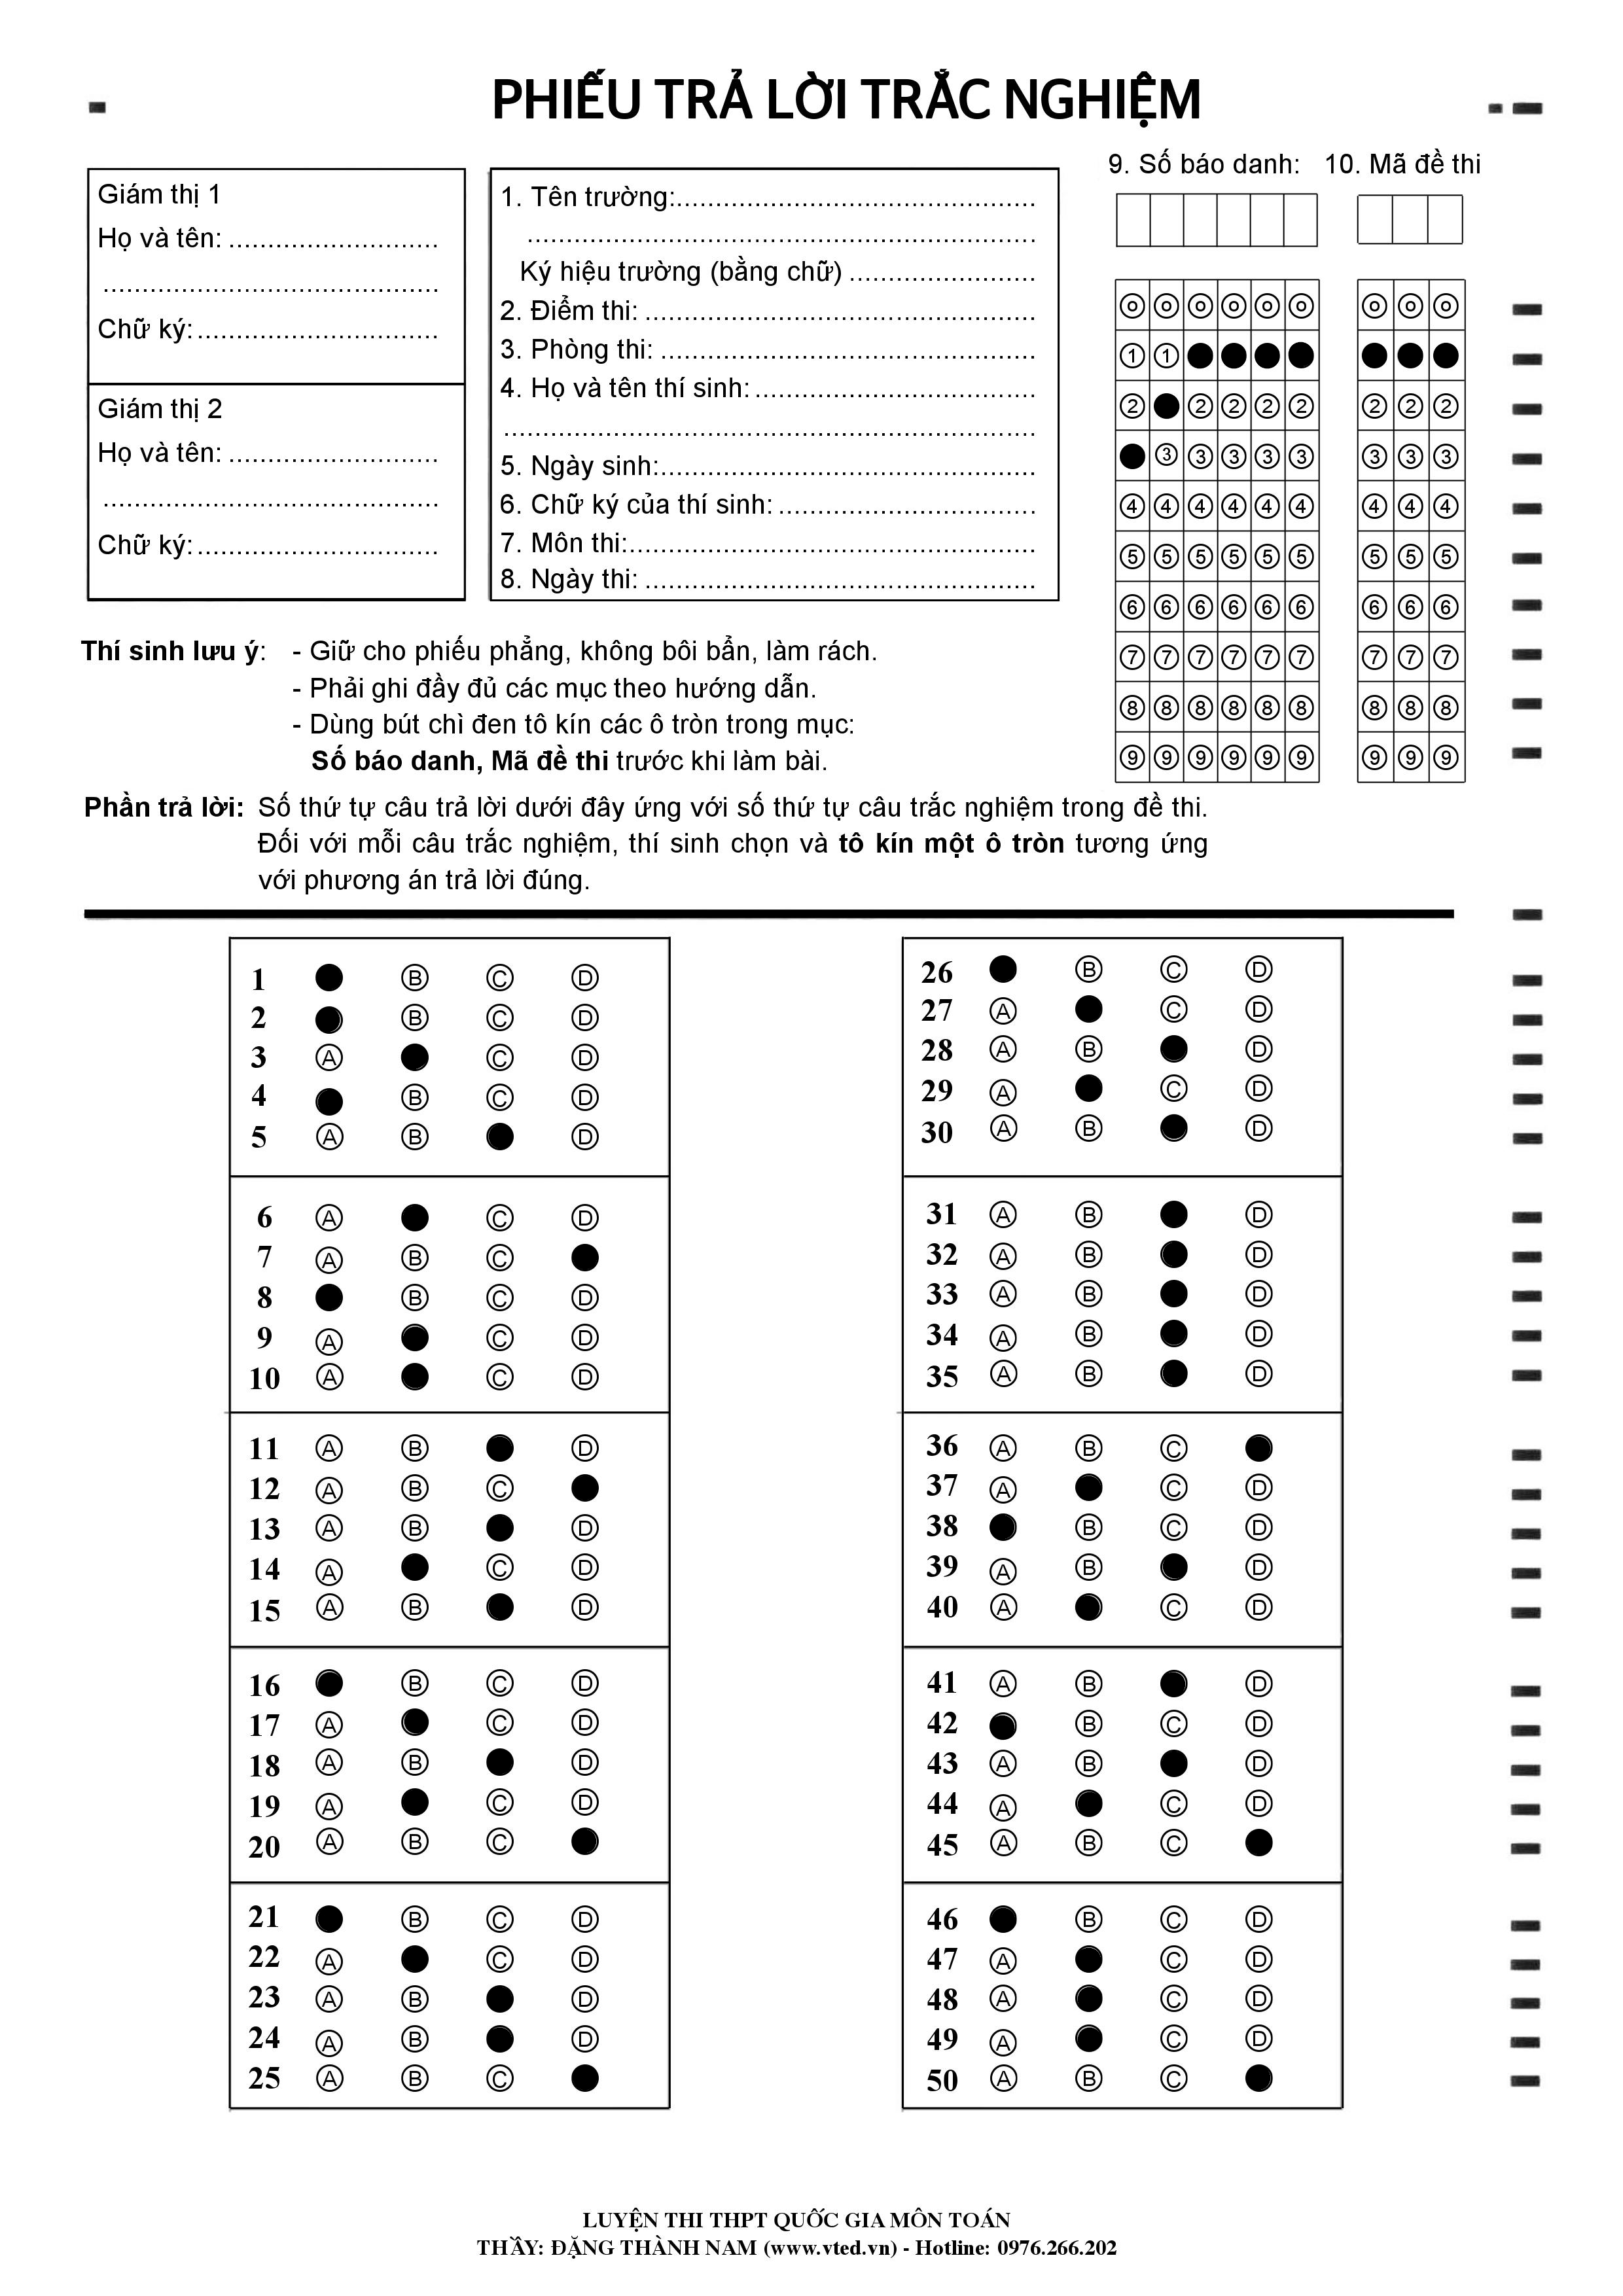 PHIẾU TRẢ LỜI TRẮC NGHIỆM
Giám thị 1
Họ và tên: ...........................
...........................................
Chữ ký: ...............................
Giám thị 2
Họ và tên: ...........................
...........................................
Chữ ký: ...............................
1. Tên trường:..............................................
.................................................................
Ký hiệu trường (bằng chữ) ........................
2. Điểm thi: ..................................................
3. Phòng thi: ................................................
4. Họ và tên thí sinh: ....................................
....................................................................
5. Ngày sinh:................................................
6. Chữ ký của thí sinh: .................................
7. Môn thi:....................................................
8. Ngày thi: ..................................................
9. Số báo danh: 10. Mã đề thi
0 0 0 0 0 0 0 0 0
1 1
2 2 2 2 2 2 2 2
3 3 3 3 3 3 3 3
4 4 4 4 4 4 4 4 4
5 5 5 5 5 5 5 5 5
6 6 6 6 6 6 6 6 6
7 7 7 7 7 7 7 7 7
8 8 8 8 8 8 8 8 8
9 9 9 9 9 9 9 9 9
Thí sinh lưu ý: - Giữ cho phiếu phẳng, không bôi bẩn, làm rách.
- Phải ghi đầy đủ các mục theo hướng dẫn.
- Dùng bút chì đen tô kín các ô tròn trong mục:
Số báo danh, Mã đề thi trước khi làm bài.
Phần trả lời: Số thứ tự câu trả lời dưới đây ứng với số thứ tự câu trắc nghiệm trong đề thi.
Đối với mỗi câu trắc nghiệm, thí sinh chọn và tô kín một ô tròn tương ứng
với phương án trả lời đúng.
1 B C D
2 B C D
3 A C D
4 B C D
5 A B D
6 A C D
7 A B C
8 B C D
9 A C D
10 A C D
11 A B D
12 A B C
13 A B D
14 A C D
15 A B D
16 B C D
17 A C D
18 A B D
19 A C D
20 A B C
21 B C D
22 A C D
23 A B D
24 A B D
25 A B C
26 B C D
27 A C D
28 A B D
29 A C D
30 A B D
31 A B D
32 A B D
33 A B D
34 A B D
35 A B D
36 A B C
37 A C D
38 B C D
39 A B D
40 A C D
41 A B D
42 B C D
43 A B D
44 A C D
45 A B C
46 B C D
47 A C D
48 A C D
49 A C D
50 A B C
LUYỆN THI THPT QUỐC GIA MÔN TOÁN
THẦY: ĐẶNG THÀNH NAM (www.vted.vn) - Hotline: 0976.266.202